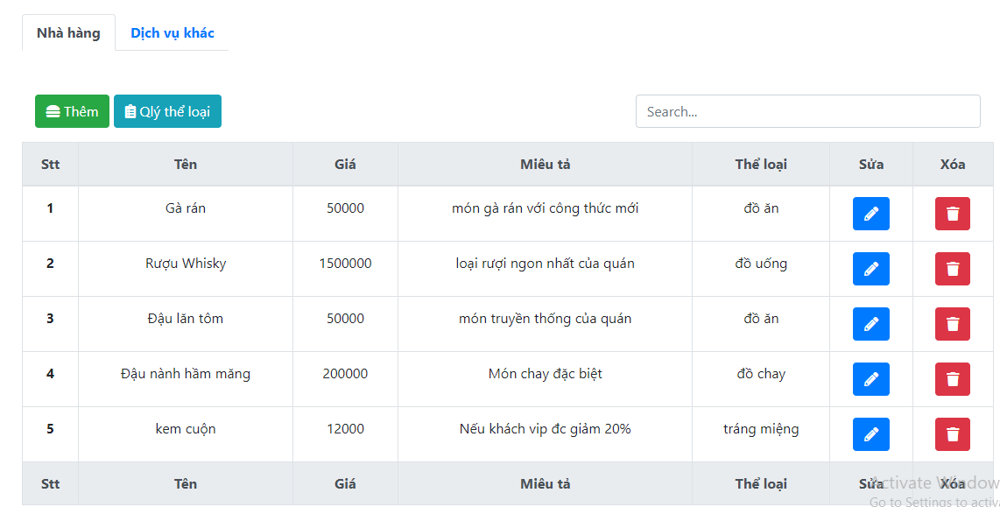 Nhà hàng Dịch vụ khác
Thêm Qlý thể loại Search...
Stt Tên Giá Miêu tả Thể loại Sửa Xóa
1 Gà rán 50000 món gà rán với công thức mới đồ ăn
2 Rượu Whisky 1500000 loại rượi ngon nhất của quán đồ uống
3 Đậu lăn tôm 50000 món truyền thống của quán đồ ăn
4 Đậu nành hầm măng 200000 Món chay đặc biệt đồ chay
5 kem cuộn 12000 Nếu khách vip đc giảm 20% tráng miệng
Stt Tên Giá Miêu tả Thể loại Sửa Xóa
Activate Window
Go to Settings to activa